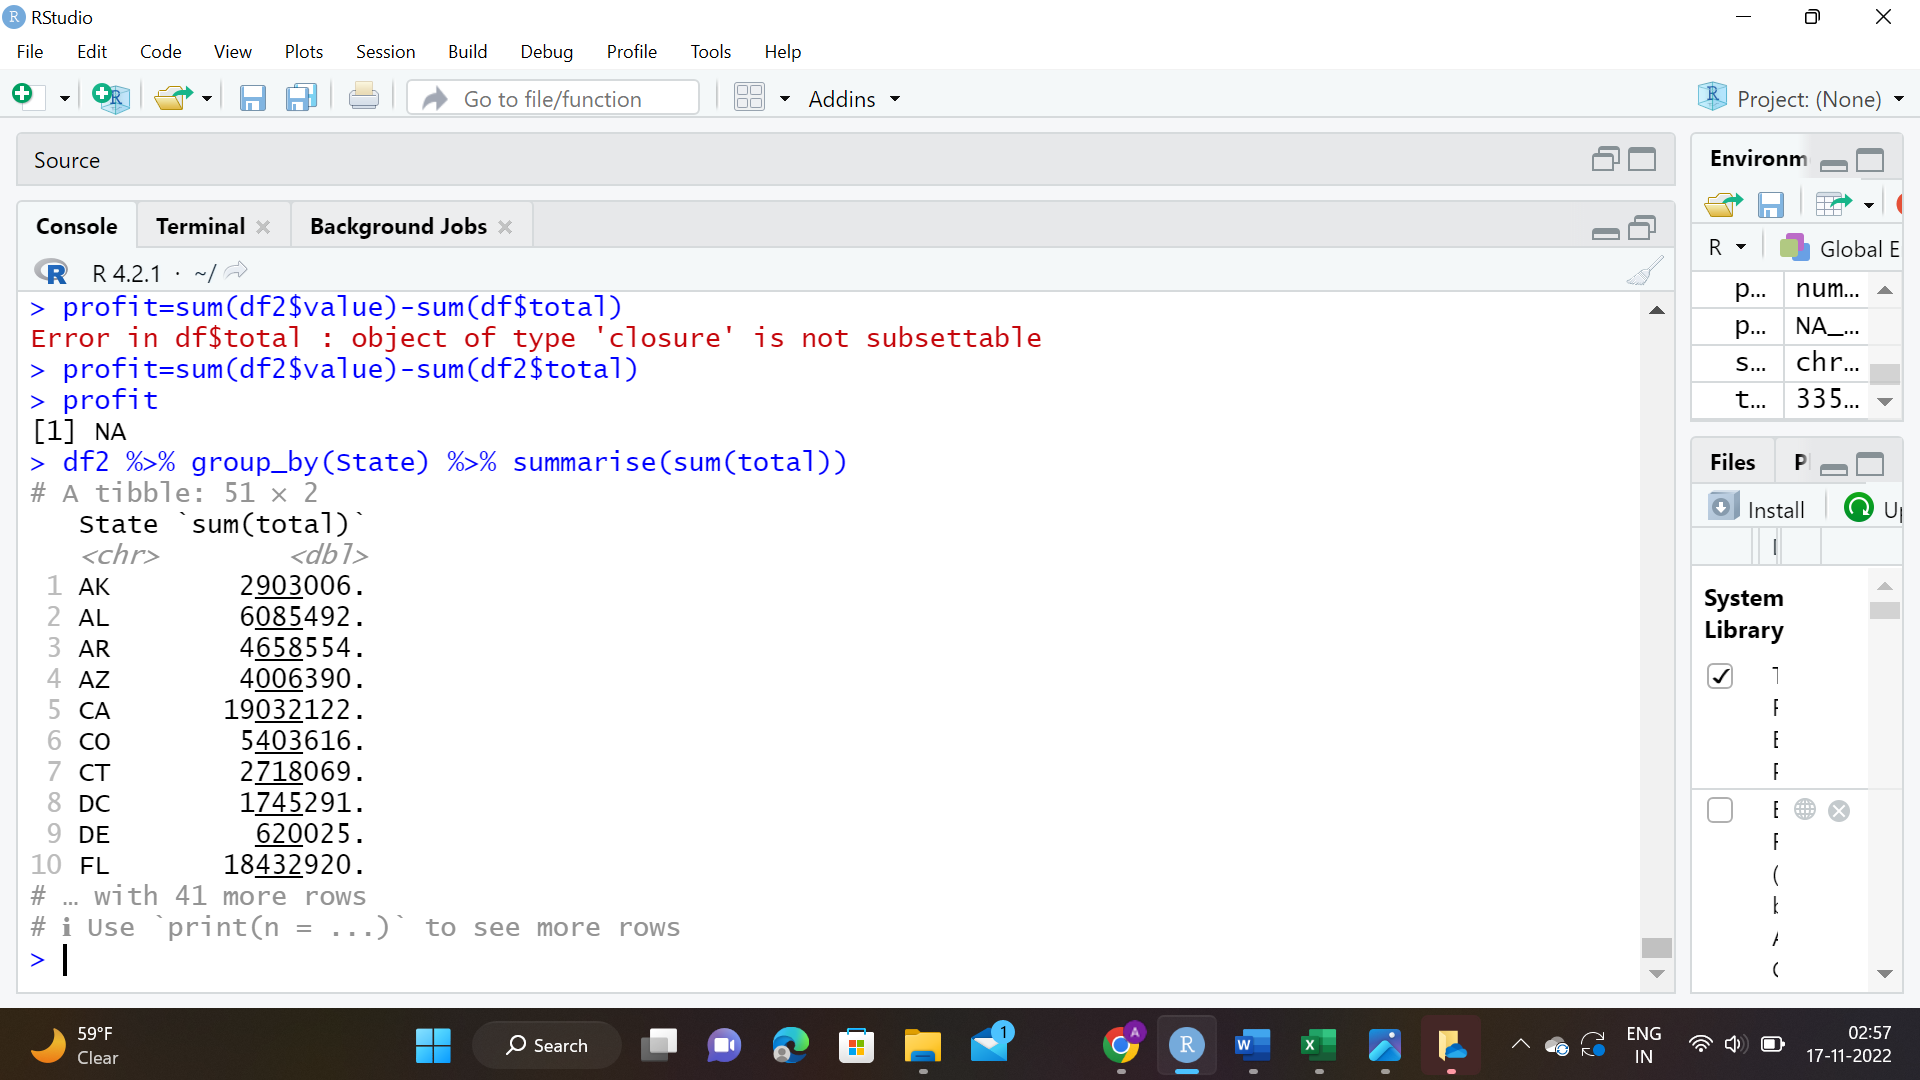 RStudio
File Edit Code View Plots Session Build Debug Profile Tools Help
Go to file/function Addins Project: (None)
Source
Console Terminal Background Jobs
R 4.2.1 · ~/
> profit=sum(df2$value)-sum(df$total)
Error in df$total : object of type 'closure' is not subsettable
> profit=sum(df2$value)-sum(df2$total)
> profit
[1] NA
> df2 %>% group_by(State) %>% summarise(sum(total))
# A tibble: 51 × 2
State `sum(total)`
<chr> <dbl>
1 AK 2903006.
2 AL 6085492.
3 AR 4658554.
4 AZ 4006390.
5 CA 19032122.
6 CO 5403616.
7 CT 2718069.
8 DC 1745291.
9 DE 620025.
10 FL 18432920.
# … with 41 more rows
# ℹ Use `print(n = ...)` to see more rows
>
Environm
R Global E
p... num...
p... NA_...
s... chr...
t... 335...
Files P
Install Up
System
Library
59°F
Clear
Search
1
A
ENG
IN
02:57
17-11-2022